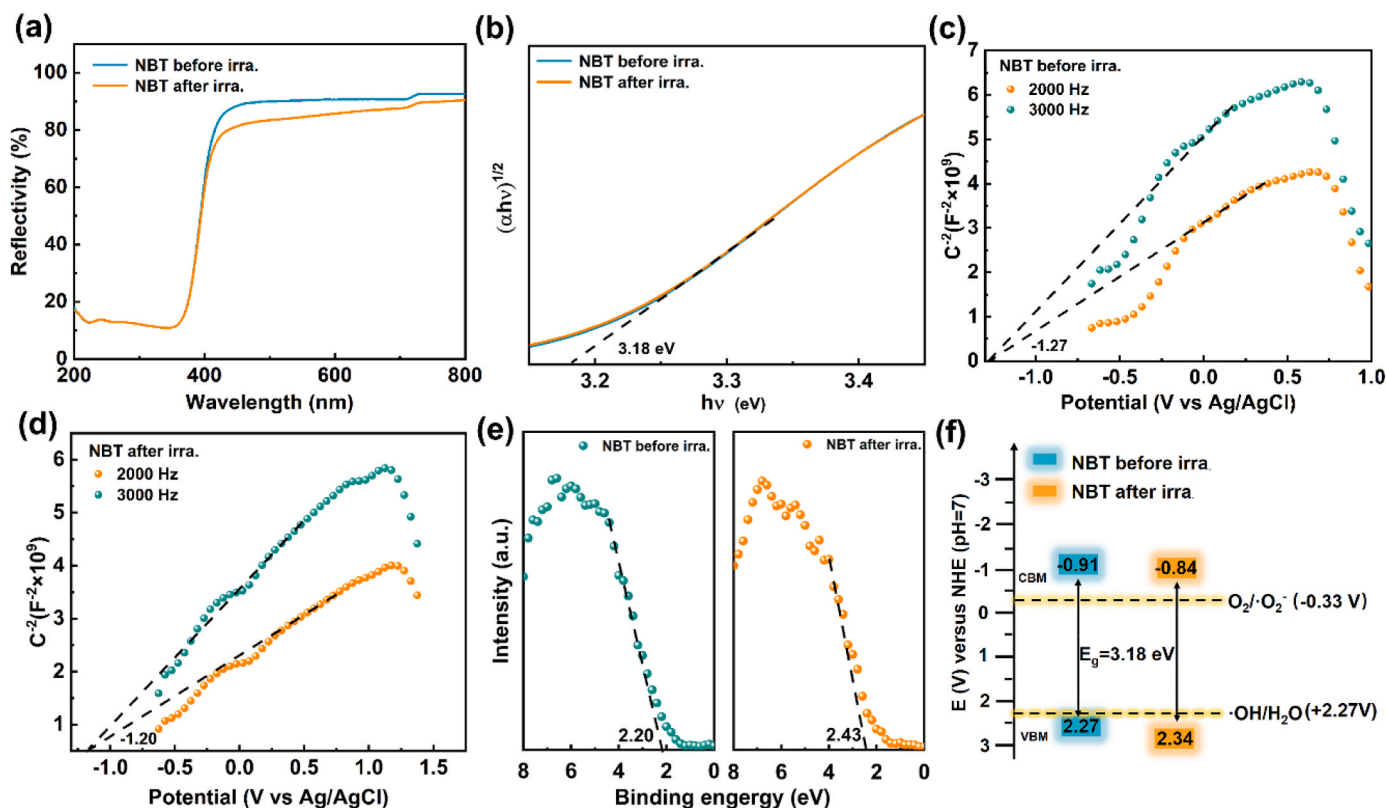 (a)
NBT before irra.
NBT after irra.
Reflectivity (%)
100
80
60
40
20
0
200
400
600
800
Wavelength (nm)
(b)
NBT before irra.
NBT after irra.
(αhν)^1/2
3.18 eV
3.2
3.3
3.4
hν (eV)
(c)
NBT before irra.
2000 Hz
3000 Hz
C^-2(F^-2×10^9)
7
6
5
4
3
2
1
0
-1.27
-1.0
-0.5
0.0
0.5
1.0
Potential (V vs Ag/AgCl)
(d)
NBT after irra.
2000 Hz
3000 Hz
C^-2(F^-2×10^9)
6
5
4
3
2
1
-1.20
-1.0
-0.5
0.0
0.5
1.0
1.5
Potential (V vs Ag/AgCl)
(e)
NBT before irra.
NBT after irra.
Intensity (a.u.)
2.20
2.43
8
6
4
2
0
8
6
4
2
0
Binding engergy (eV)
(f)
NBT before irra.
NBT after irra.
E (V) versus NHE (pH=7)
-3
-2
-1
0
1
2
3
CBM
-0.91
-0.84
O₂/·O₂⁻ (-0.33 V)
E_g=3.18 eV
·OH/H₂O (+2.27V)
VBM
2.27
2.34